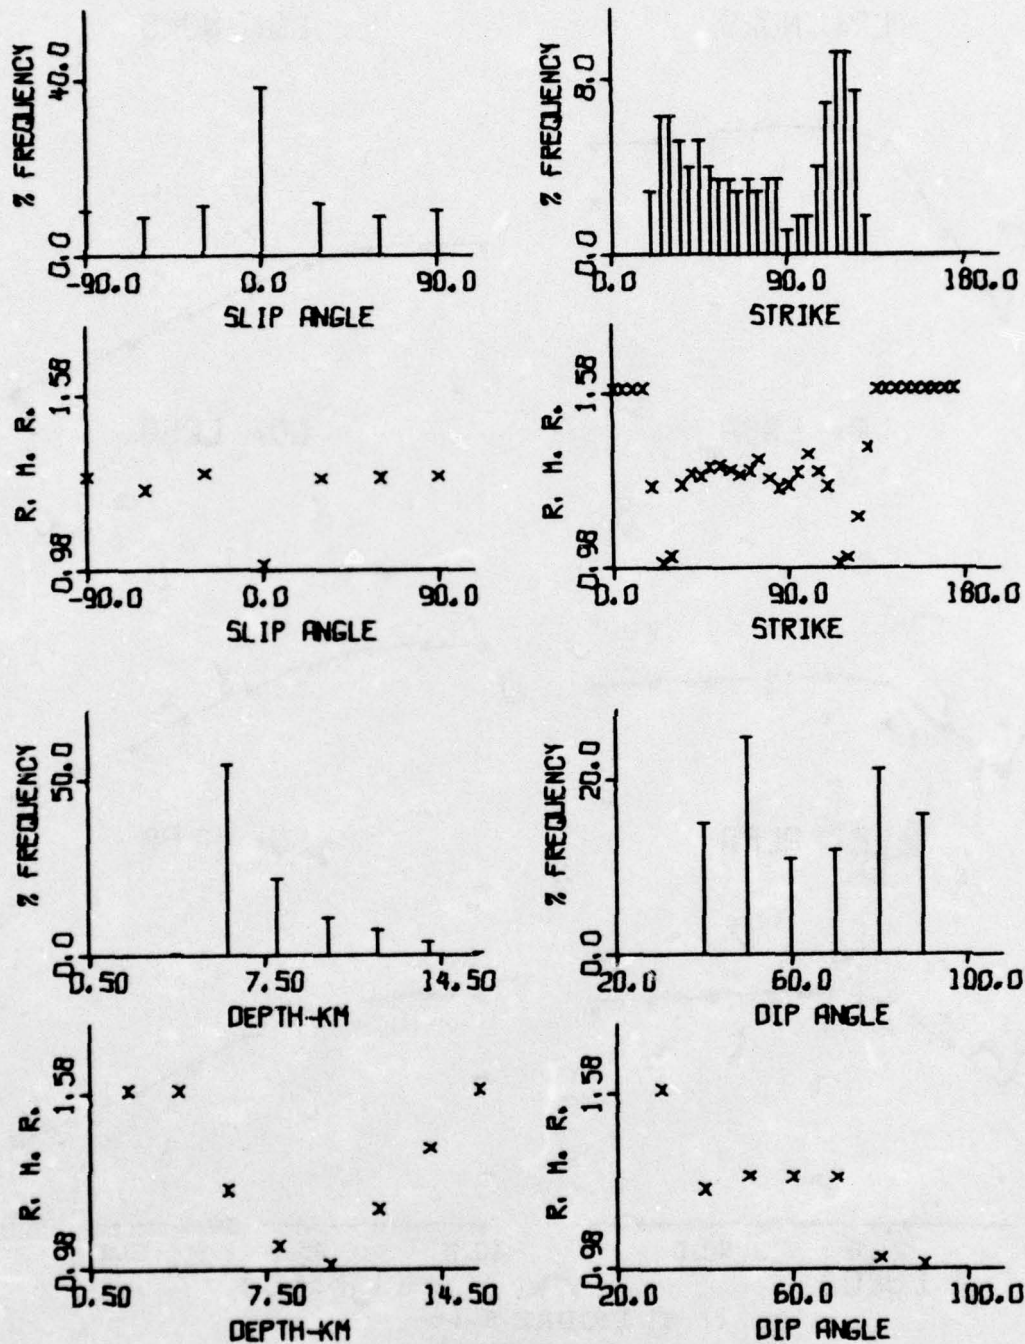 % FREQUENCY
40.0
0.0
-90.0 0.0 90.0
SLIP ANGLE
% FREQUENCY
8.0
0.0
0.0 90.0 180.0
STRIKE
R. M. R.
1.58
0.98
-90.0 0.0 90.0
SLIP ANGLE
R. M. R.
1.58
0.98
0.0 90.0 180.0
STRIKE
% FREQUENCY
50.0
0.0
0.50 7.50 14.50
DEPTH-KM
% FREQUENCY
20.0
0.0
20.0 60.0 100.0
DIP ANGLE
R. M. R.
1.58
0.98
0.50 7.50 14.50
DEPTH-KM
R. M. R.
1.58
0.98
20.0 60.0 100.0
DIP ANGLE